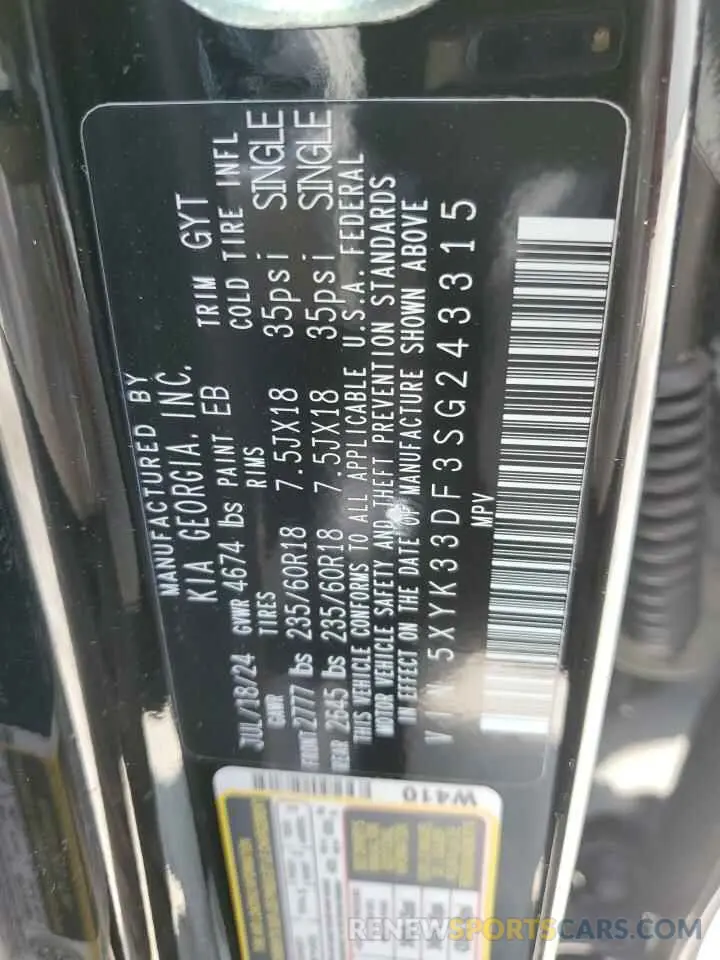 MANUFACTURED BY
KIA GEORGIA, INC.
JUL/18/24 GVWR 4674 lbs PAINT EB TRIM GYT
GAWR TIRES RIMS COLD TIRE INFL
FRONT 2777 lbs 235/60R18 7.5JX18 35psi SINGLE
REAR 2645 lbs 235/60R18 7.5JX18 35psi SINGLE
THIS VEHICLE CONFORMS TO ALL APPLICABLE U.S.A. FEDERAL
MOTOR VEHICLE SAFETY AND THEFT PREVENTION STANDARDS
IN EFFECT ON THE DATE OF MANUFACTURE SHOWN ABOVE
VIN 5XYK33DF3SG243315
MPV
W410
RENEWSPORTSCARS.COM